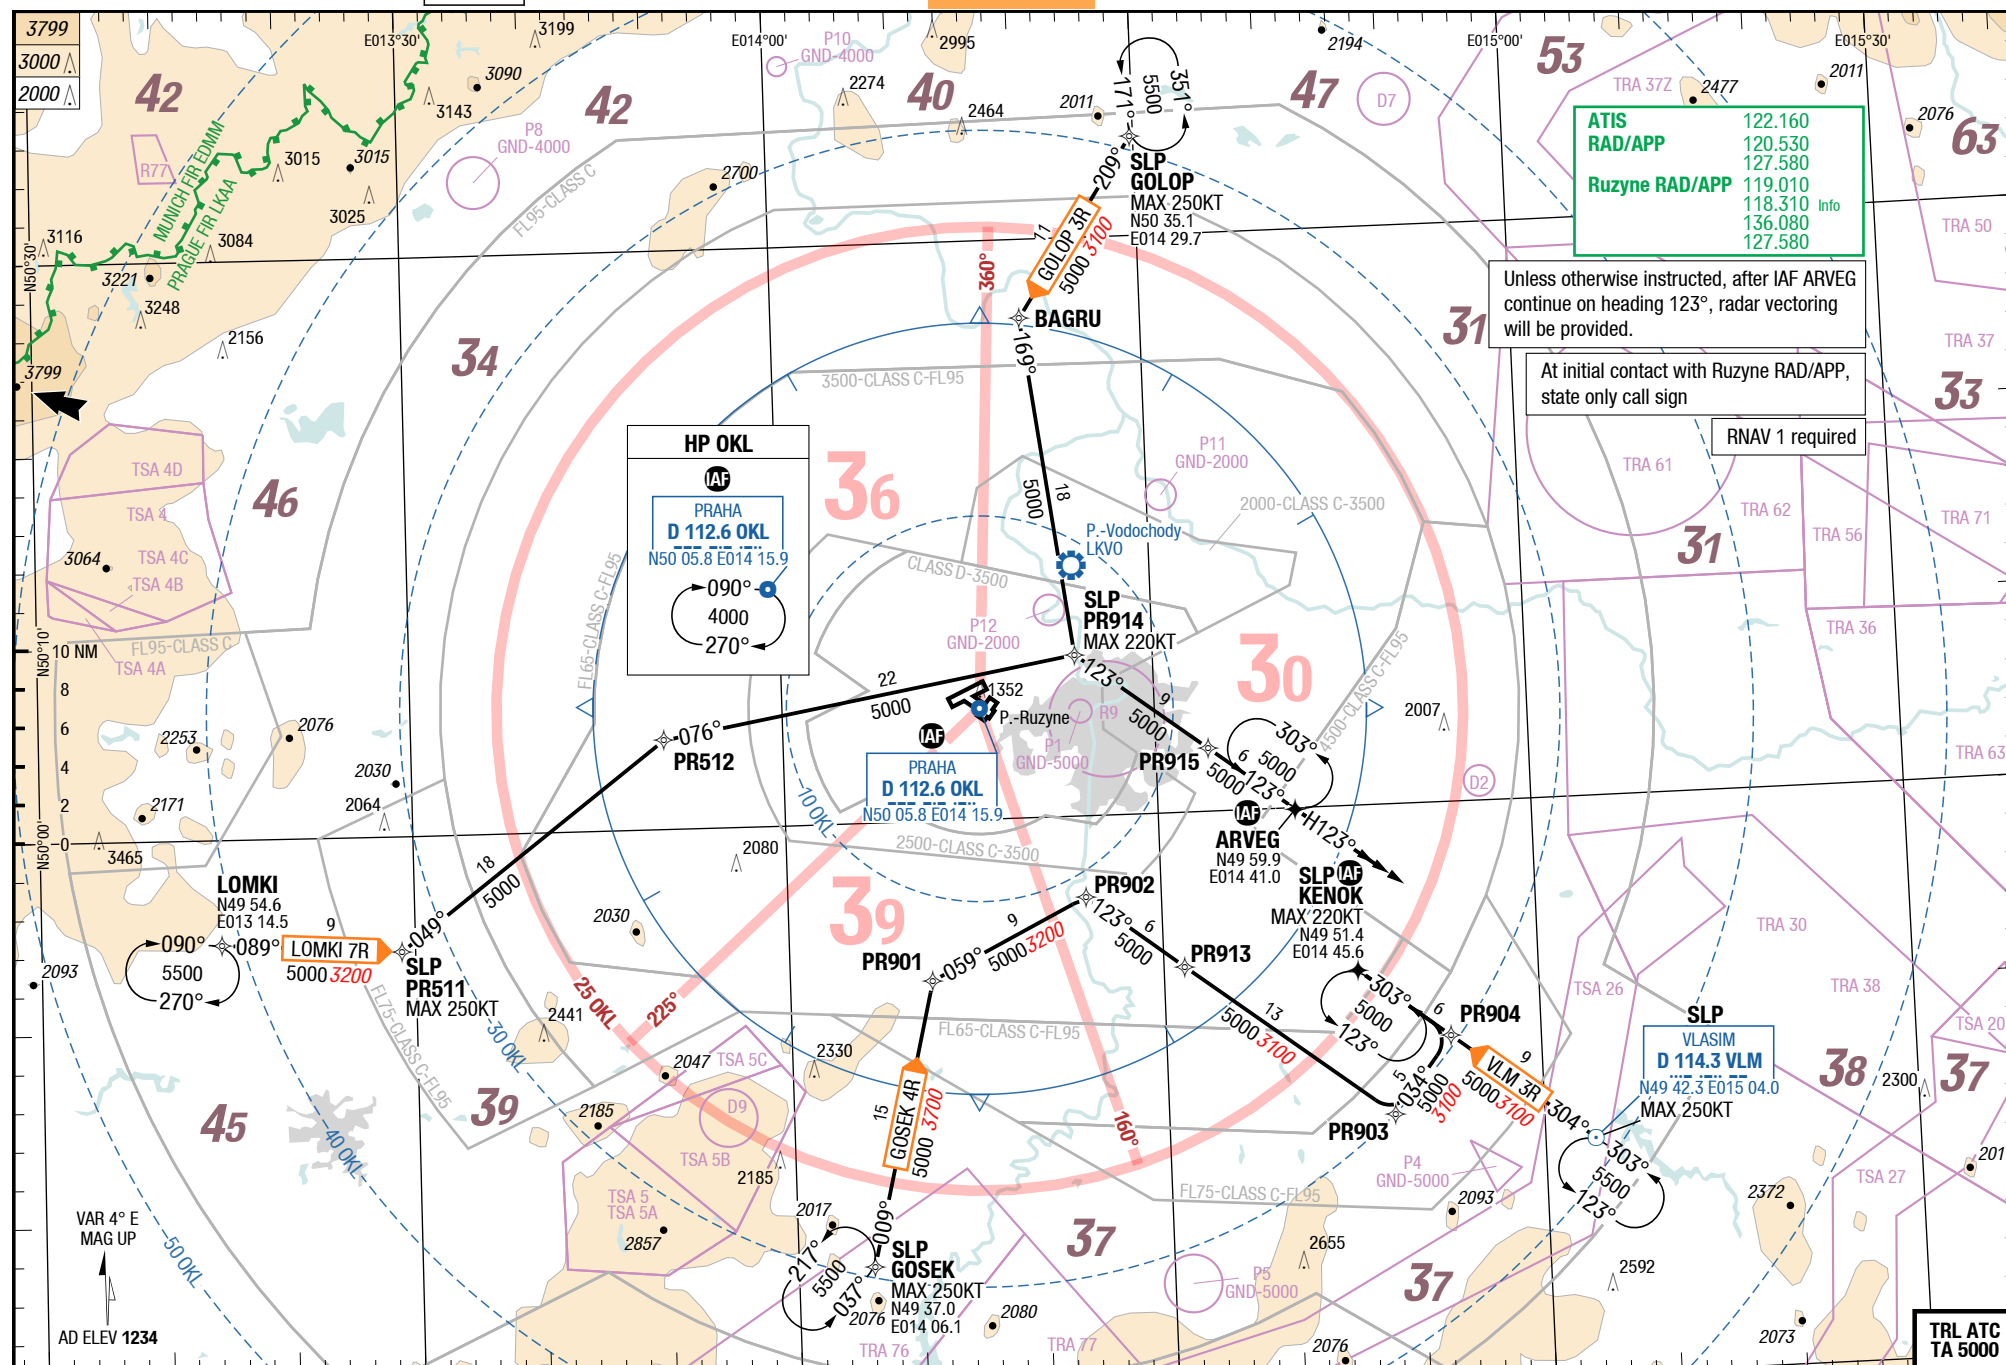 3799
3000
2000
42
E013°30'
3199
3090
3143
E014°00'
P10
GND-4000
2995
2274
40
2464
2011
171°
5500
351°
2194
47
D7
E015°00'
53
TRA 37Z
2477
E015°30'
2011
2076
63
ATIS 122.160
RAD/APP 120.530
127.580
Ruzyne RAD/APP 119.010
118.310 Info
136.080
127.580
Unless otherwise instructed, after IAF ARVEG
continue on heading 123°, radar vectoring
will be provided.
At initial contact with Ruzyne RAD/APP,
state only call sign
RNAV 1 required
R77
MUNICH FIR EDMM
PRAGUE FIR LKAA
3015
3015
3025
3084
3116
3221
3248
2156
3799
N50°30'
42
P8
GND-4000
FL95-CLASS C
2700
34
209°
SLP
GOLOP
MAX 250KT
N50 35.1
E014 29.7
11
GOLOP 3R
5000 3100
360°
BAGRU
169°
3500-CLASS C-FL95
18
5000
31
TRA 50
TRA 37
33
TRA 61
TRA 62
TRA 56
TRA 71
31
TRA 36
TRA 63
TSA 4D
TSA 4
TSA 4C
TSA 4B
TSA 4A
3064
46
FL95-CLASS C
N50°10'
10 NM
8
6
4
2
0
N50°00'
HP OKL
IAF
PRAHA
D 112.6 OKL
N50 05.8 E014 15.9
090°
4000
270°
36
P11
GND-2000
2000-CLASS C-3500
P.-Vodochody
LKVO
CLASS D-3500
P12
GND-2000
FL65-CLASS C-FL95
SLP
PR914
MAX 220KT
30
4500-CLASS C-FL95
22
5000
076°
PR512
1352
P.-Ruzyne
IAF
PRAHA
D 112.6 OKL
N50 05.8 E014 15.9
10 OKL
R9
P1
GND-5000
123°
9
5000
PR915
6
5000
123°
303°
5000
IAF
ARVEG
N49 59.9
E014 41.0
H123°
2007
D2
2253
2076
2030
2064
2171
3465
2093
2080
2030
2500-CLASS C-3500
39
LOMKI
N49 54.6
E013 14.5
090°
5500
270°
089°
9
LOMKI 7R
5000 3200
049°
18
5000
SLP
PR511
MAX 250KT
FL75-CLASS C-FL95
PR901
059°
9
5000 3200
PR902
123°
6
5000
PR913
13
5000 3100
SLP IAF
KENOK
MAX 220KT
N49 51.4
E014 45.6
303°
5000
123°
6
PR904
5
034°
5000
3100
PR903
9
VLM 3R
5000 3100
304°
SLP
VLASIM
D 114.3 VLM
N49 42.3 E015 04.0
MAX 250KT
303°
5500
123°
TRA 30
TSA 26
TRA 38
TSA 20
38
37
2300
2011
TSA 27
2372
2093
P4
GND-5000
25 OKL
225°
30 OKL
40 OKL
50 OKL
2441
2047
TSA 5C
D9
2330
2185
TSA 5B
2185
TSA 5
TSA 5A
2857
39
45
FL65-CLASS C-FL95
15
GOSEK 4R
5000 3700
160°
FL75-CLASS C-FL95
009°
2017
217°
5500
037°
SLP
GOSEK
MAX 250KT
N49 37.0
E014 06.1
2076
2080
TRA 76
TRA 77
37
P5
GND-5000
2655
37
2592
2076
2073
VAR 4° E
MAG UP
AD ELEV 1234
TRL ATC
TA 5000